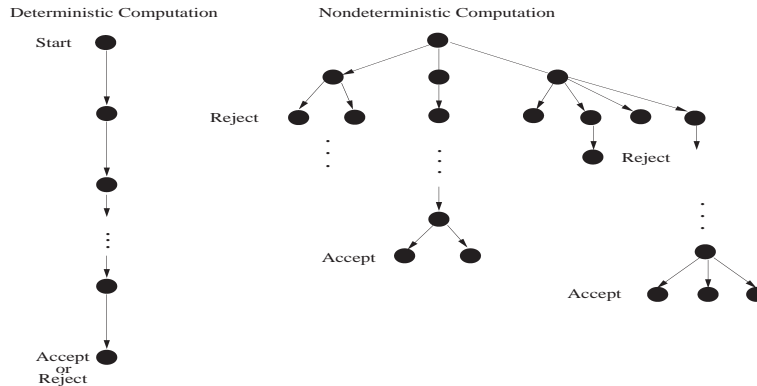 Deterministic Computation
Nondeterministic Computation
Start
Reject
Reject
Accept
Accept
Accept
or
Reject